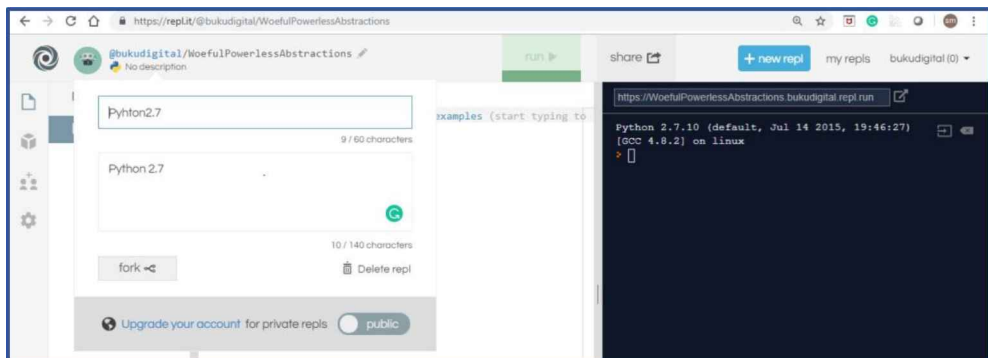 https://repl.it/@bukudigital/WoefulPowerlessAbstractions
@bukudigital/WoefulPowerlessAbstractions
No description
run
share
+ new repl
my repls
bukudigital (0)
Pyhton2.7
9 / 60 characters
Python 2.7
10 / 140 characters
fork
Delete repl
Upgrade your account for private repls
public
examples (start typing to
https://WoefulPowerlessAbstractions.bukudigital.repl.run
Python 2.7.10 (default, Jul 14 2015, 19:46:27)
[GCC 4.8.2] on linux
>